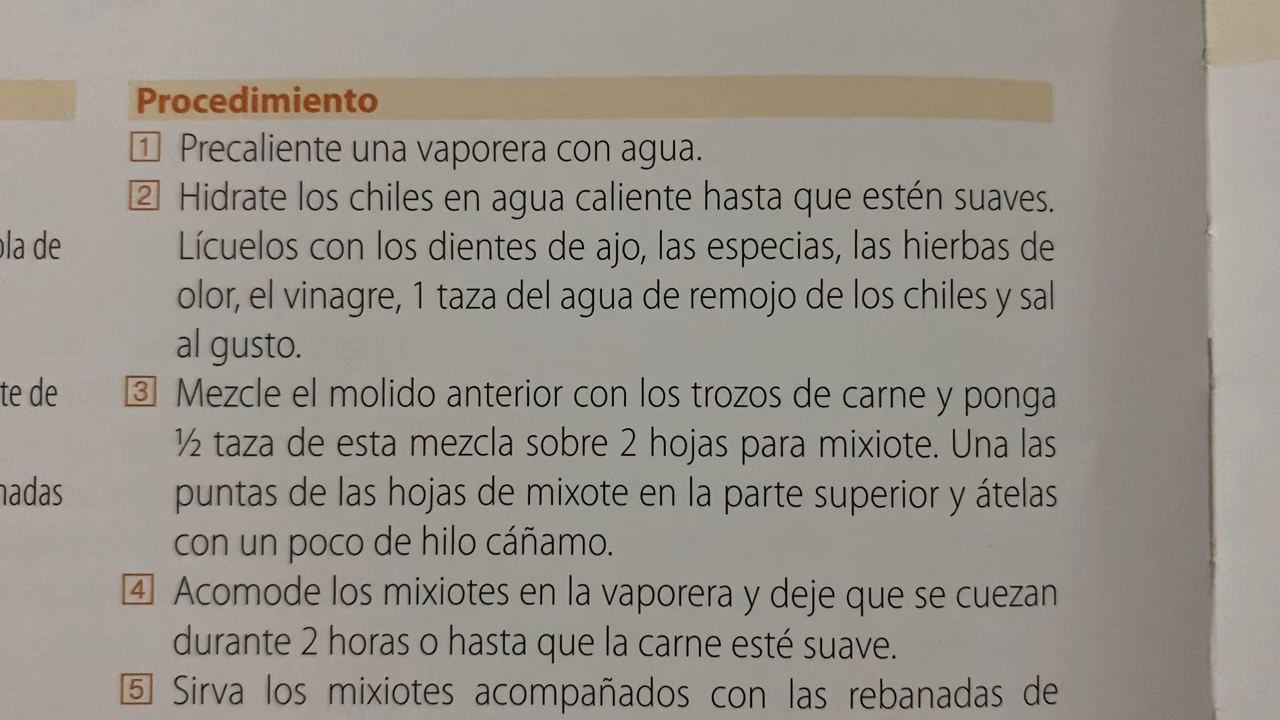 Procedimiento
1 Precaliente una vaporera con agua.
2 Hidrate los chiles en agua caliente hasta que estén suaves.
Lícuelos con los dientes de ajo, las especias, las hierbas de
olor, el vinagre, 1 taza del agua de remojo de los chiles y sal
al gusto.
3 Mezcle el molido anterior con los trozos de carne y ponga
½ taza de esta mezcla sobre 2 hojas para mixiote. Una las
puntas de las hojas de mixote en la parte superior y átelas
con un poco de hilo cáñamo.
4 Acomode los mixiotes en la vaporera y deje que se cuezan
durante 2 horas o hasta que la carne esté suave.
5 Sirva los mixiotes acompañados con las rebanadas de
de
de